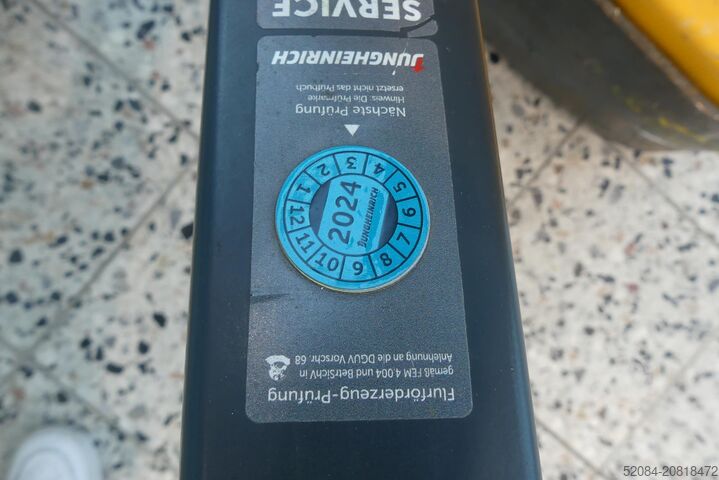 Flurförderzeug-Prüfung
gemäß FEM 4.004 und BetrSichV in
Anlehnung an die DGUV Vorschr. 68
1 2 3 4 5 6 7 8 9 10 11 12
2024
JUNGHEINRICH
Nächste Prüfung
Hinweis: Die Prüfmarke
ersetzt nicht das Prüfbuch
JUNGHEINRICH
SERVICE
52084-20818472